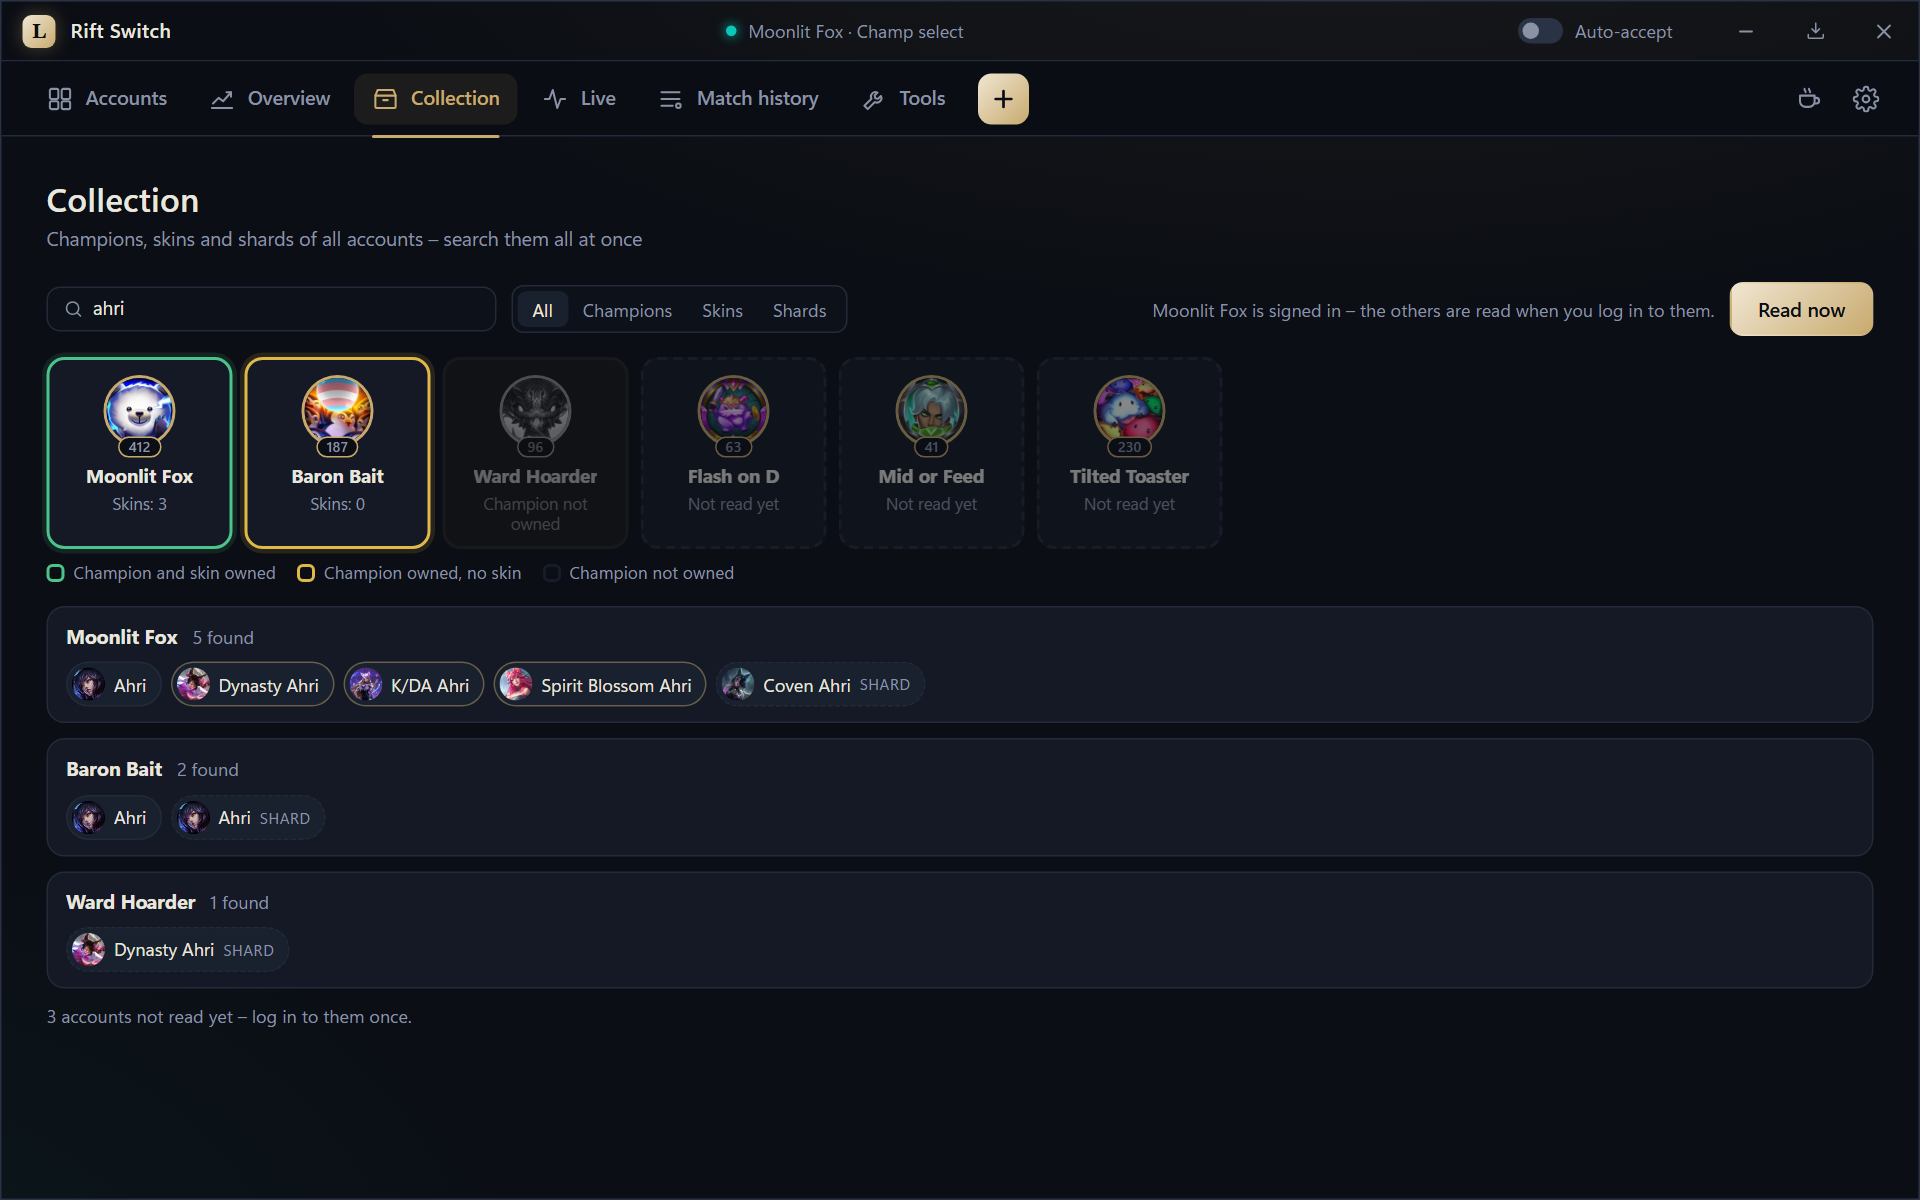 L Rift Switch
Moonlit Fox · Champ select
Auto-accept
Accounts Overview Collection Live Match history Tools
Collection
Champions, skins and shards of all accounts – search them all at once
ahri
All Champions Skins Shards
Moonlit Fox is signed in – the others are read when you log in to them.
Read now
412
Moonlit Fox
Skins: 3
187
Baron Bait
Skins: 0
96
Ward Hoarder
Champion not
owned
63
Flash on D
Not read yet
41
Mid or Feed
Not read yet
230
Tilted Toaster
Not read yet
Champion and skin owned
Champion owned, no skin
Champion not owned
Moonlit Fox 5 found
Ahri Dynasty Ahri K/DA Ahri Spirit Blossom Ahri Coven Ahri SHARD
Baron Bait 2 found
Ahri Ahri SHARD
Ward Hoarder 1 found
Dynasty Ahri SHARD
3 accounts not read yet – log in to them once.